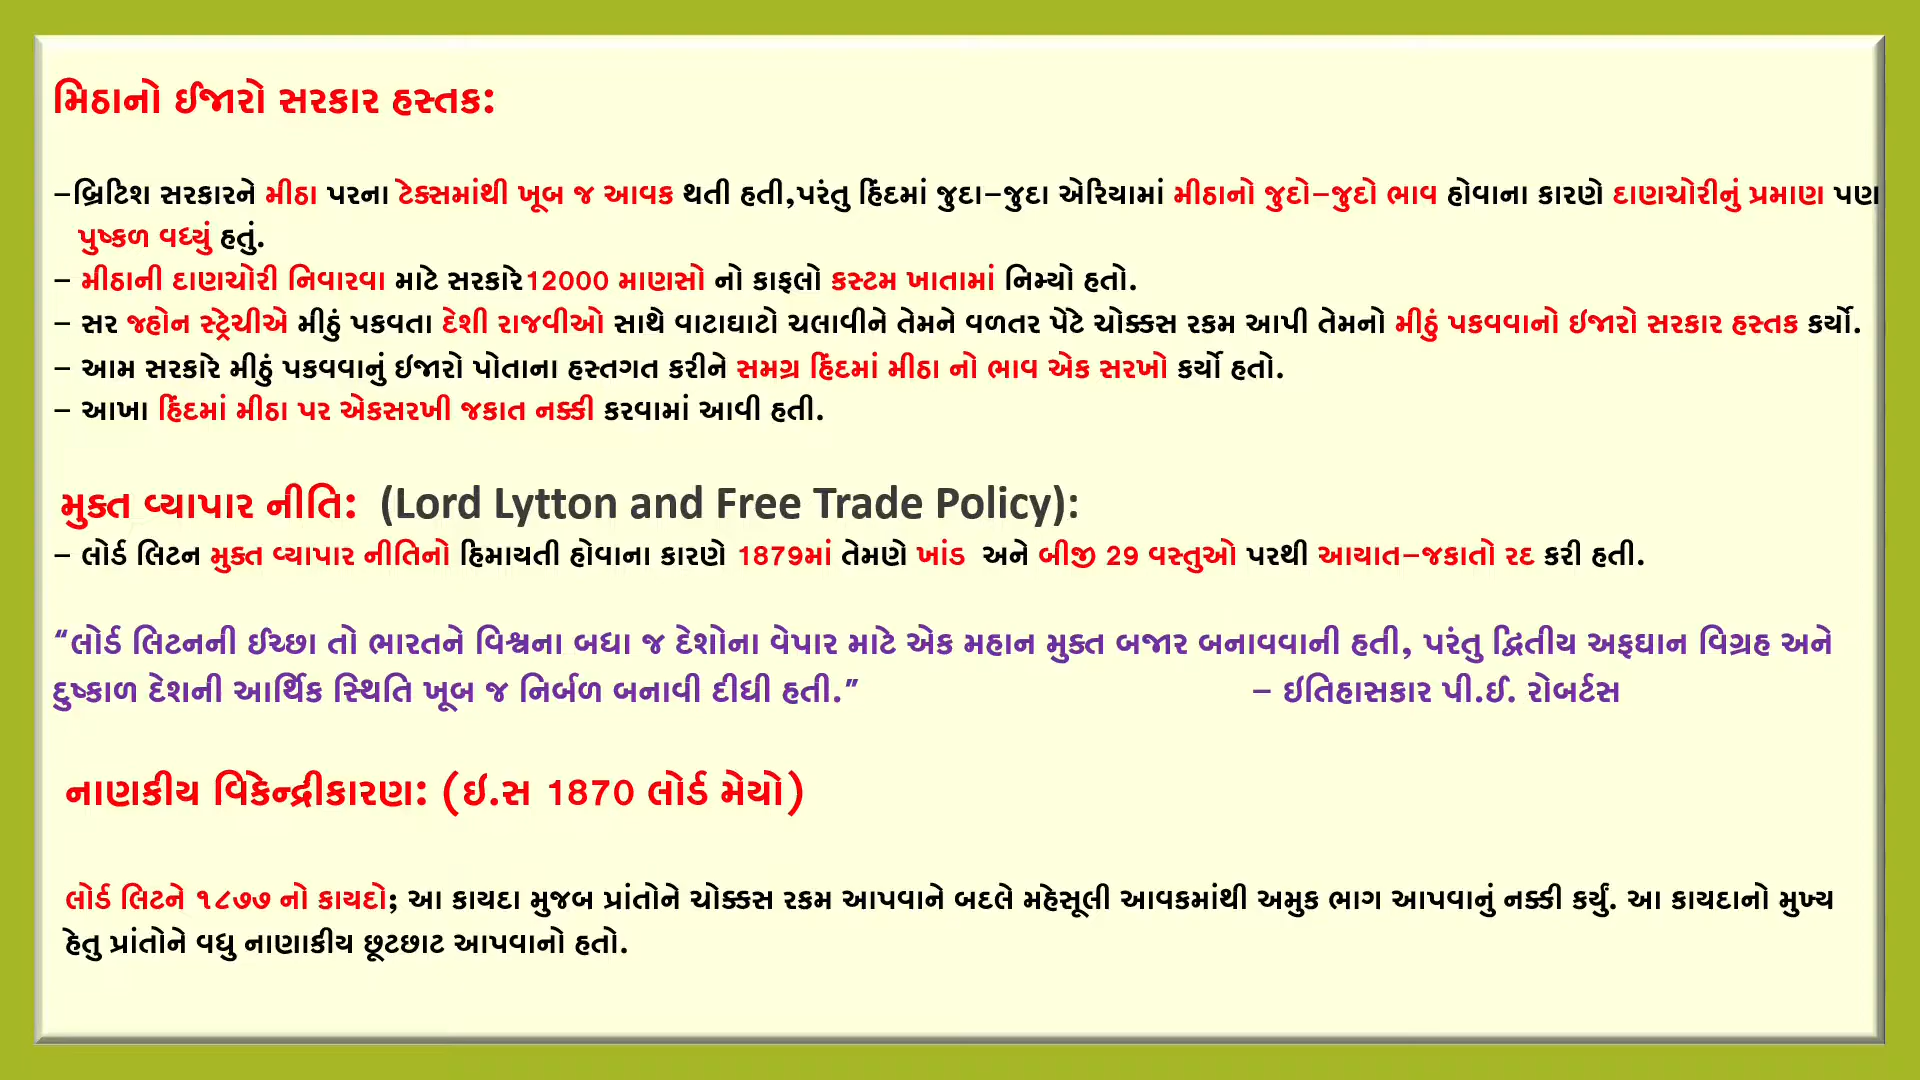 મિઠાનો ઈજારો સરકાર હસ્તક:
–બ્રિટિશ સરકારને મીઠા પરના ટેક્સમાંથી ખૂબ જ આવક થતી હતી,પરંતુ હિંદમાં જુદા–જુદા એરિયામાં મીઠાનો જુદો–જુદો ભાવ હોવાના કારણે દાણચોરીનું પ્રમાણ પણ
પુષ્કળ વધ્યું હતું.
– મીઠાની દાણચોરી નિવારવા માટે સરકારે12000 માણસો નો કાફલો કસ્ટમ ખાતામાં નિમ્યો હતો.
– સર જ્હોન સ્ટ્રેચીએ મીઠું પકવતા દેશી રાજવીઓ સાથે વાટાઘાટો ચલાવીને તેમને વળતર પેટે ચોક્કસ રકમ આપી તેમનો મીઠું પકવવાનો ઈજારો સરકાર હસ્તક કર્યો.
– આમ સરકારે મીઠું પકવવાનું ઈજારો પોતાના હસ્તગત કરીને સમગ્ર હિંદમાં મીઠા નો ભાવ એક સરખો કર્યો હતો.
– આખા હિંદમાં મીઠા પર એકસરખી જકાત નક્કી કરવામાં આવી હતી.
મુક્ત વ્યાપાર નીતિ: (Lord Lytton and Free Trade Policy):
– લોર્ડ લિટન મુક્ત વ્યાપાર નીતિનો હિમાયતી હોવાના કારણે 1879માં તેમણે ખાંડ અને બીજી 29 વસ્તુઓ પરથી આયાત–જકાતો રદ કરી હતી.
“લોર્ડ લિટનની ઈચ્છા તો ભારતને વિશ્વના બધા જ દેશોના વેપાર માટે એક મહાન મુક્ત બજાર બનાવવાની હતી, પરંતુ દ્વિતીય અફઘાન વિગ્રહ અને
દુષ્કાળ દેશની આર્થિક સ્થિતિ ખૂબ જ નિર્બળ બનાવી દીધી હતી.” – ઇતિહાસકાર પી.ઈ. રોબર્ટસ
નાણકીય વિકેન્દ્રીકારણ: (ઇ.સ 1870 લોર્ડ મેયો)
લોર્ડ લિટને ૧૮૭૭ નો કાયદો; આ કાયદા મુજબ પ્રાંતોને ચોક્કસ રકમ આપવાને બદલે મહેસૂલી આવકમાંથી અમુક ભાગ આપવાનું નક્કી કર્યું. આ કાયદાનો મુખ્ય
હેતુ પ્રાંતોને વધુ નાણાકીય છૂટછાટ આપવાનો હતો.